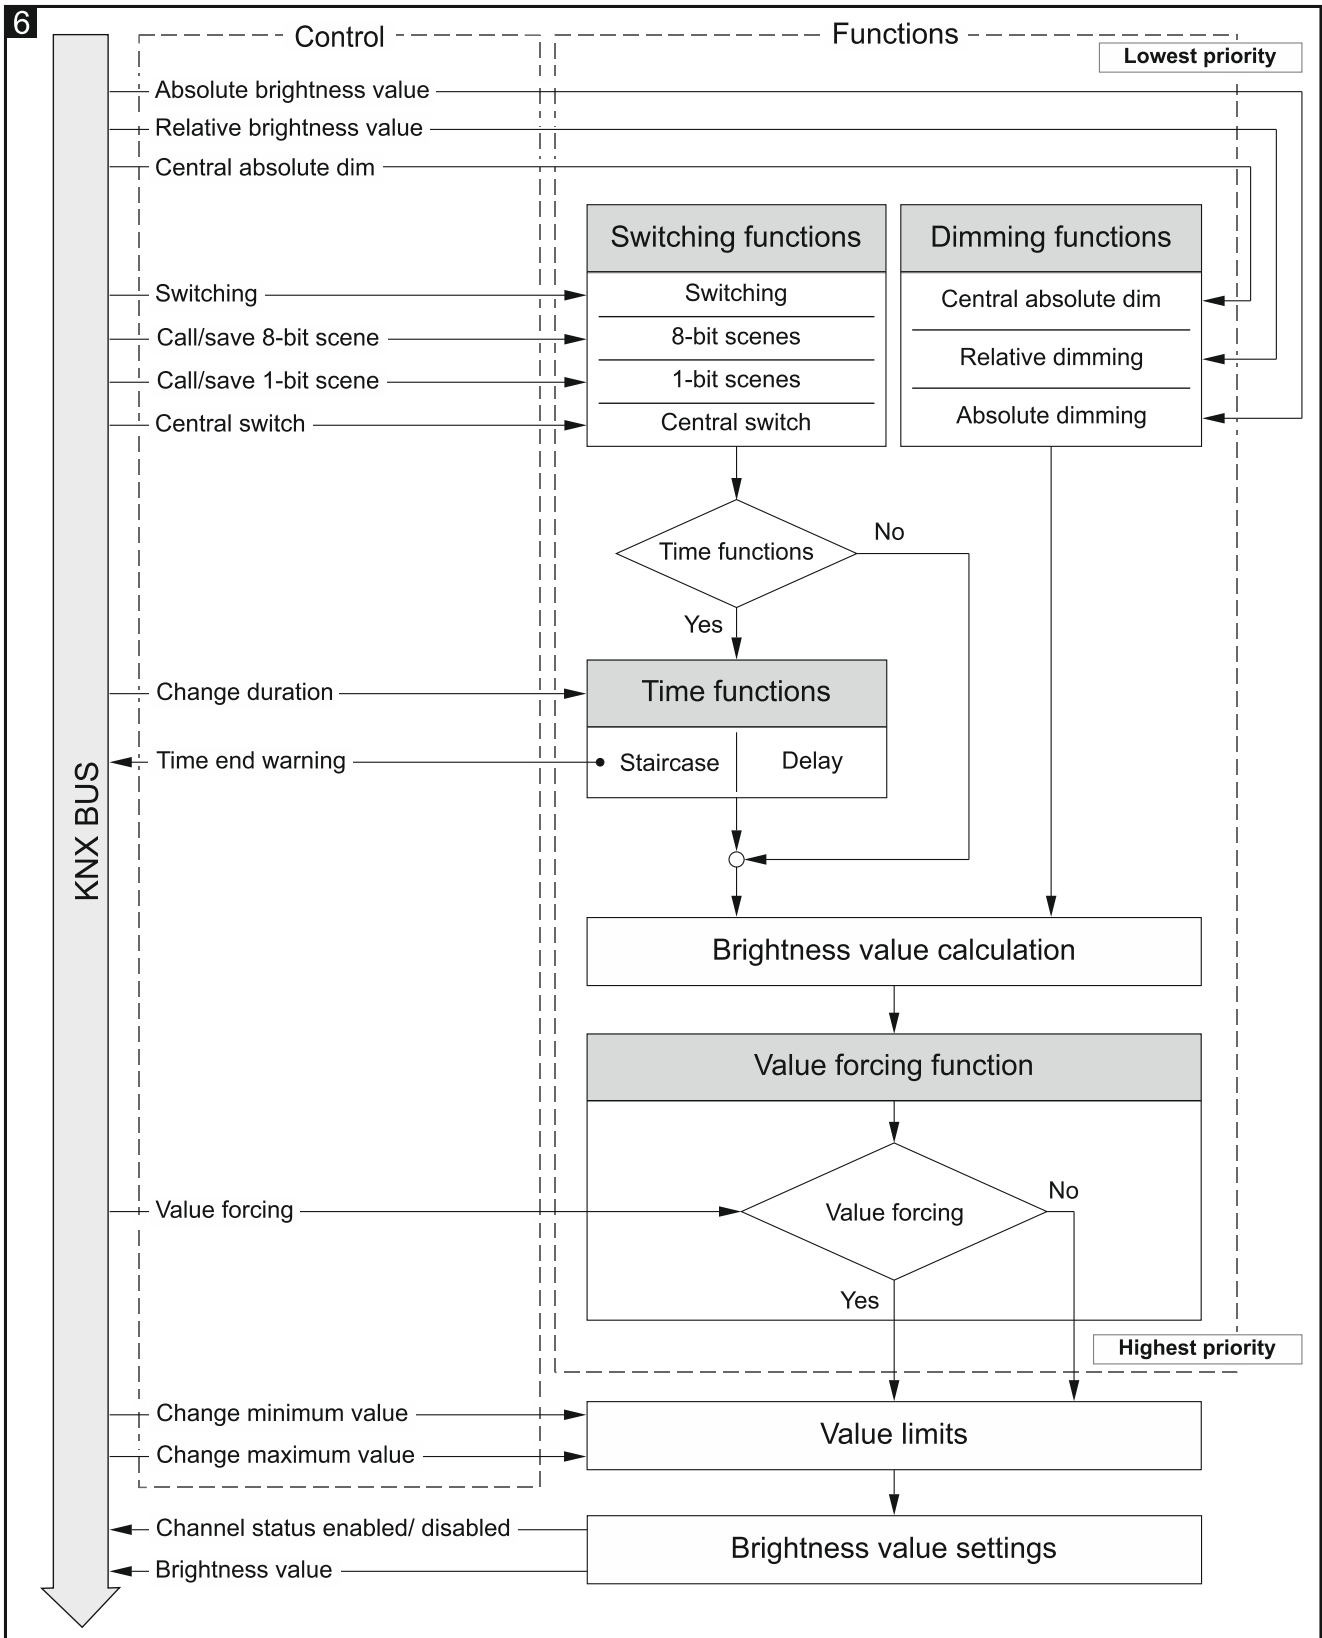 6
Control
Functions
Lowest priority
Absolute brightness value
Relative brightness value
Central absolute dim
Switching functions
Dimming functions
Switching
Switching
Central absolute dim
Call/save 8-bit scene
8-bit scenes
Relative dimming
Call/save 1-bit scene
1-bit scenes
Absolute dimming
Central switch
Central switch
No
Time functions
Yes
Change duration
Time functions
Time end warning
Staircase
Delay
KNX BUS
Brightness value calculation
Value forcing function
No
Value forcing
Value forcing
Yes
Highest priority
Change minimum value
Value limits
Change maximum value
Channel status enabled/ disabled
Brightness value settings
Brightness value